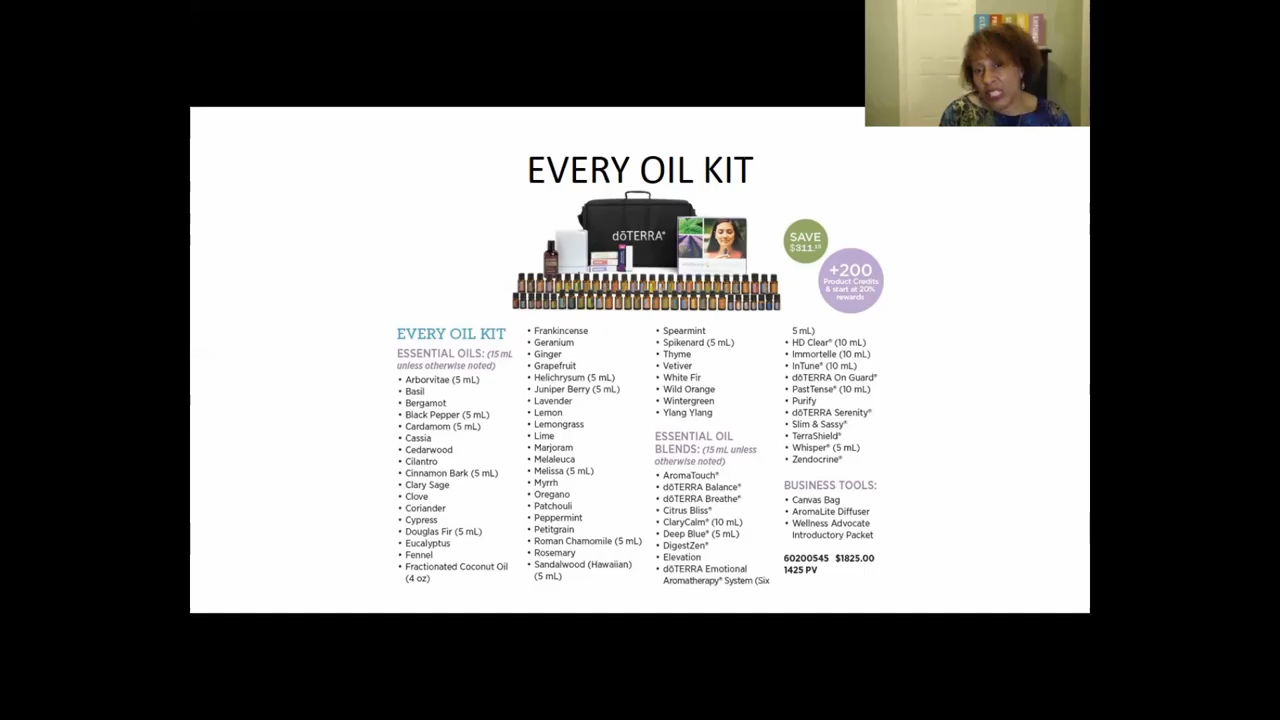 EVERY OIL KIT
dōTERRA®
SAVE
$311.15
+200
Product Credits
& start at 20%
rewards
EVERY OIL KIT
ESSENTIAL OILS: (15 mL
unless otherwise noted)
• Arborvitae (5 mL)
• Basil
• Bergamot
• Black Pepper (5 mL)
• Cardamom (5 mL)
• Cassia
• Cedarwood
• Cilantro
• Cinnamon Bark (5 mL)
• Clary Sage
• Clove
• Coriander
• Cypress
• Douglas Fir (5 mL)
• Eucalyptus
• Fennel
• Fractionated Coconut Oil
(4 oz)
• Frankincense
• Geranium
• Ginger
• Grapefruit
• Helichrysum (5 mL)
• Juniper Berry (5 mL)
• Lavender
• Lemon
• Lemongrass
• Lime
• Marjoram
• Melaleuca
• Melissa (5 mL)
• Myrrh
• Oregano
• Patchouli
• Peppermint
• Petitgrain
• Roman Chamomile (5 mL)
• Rosemary
• Sandalwood (Hawaiian)
(5 mL)
• Spearmint
• Spikenard (5 mL)
• Thyme
• Vetiver
• White Fir
• Wild Orange
• Wintergreen
• Ylang Ylang
ESSENTIAL OIL
BLENDS: (15 mL unless
otherwise noted)
• AromaTouch®
• dōTERRA Balance®
• dōTERRA Breathe®
• Citrus Bliss®
• ClaryCalm® (10 mL)
• Deep Blue® (5 mL)
• DigestZen®
• Elevation
• dōTERRA Emotional
Aromatherapy® System (Six
5 mL)
• HD Clear® (10 mL)
• Immortelle (10 mL)
• InTune® (10 mL)
• dōTERRA On Guard®
• PastTense® (10 mL)
• Purify
• dōTERRA Serenity®
• Slim & Sassy®
• TerraShield®
• Whisper® (5 mL)
• Zendocrine®
BUSINESS TOOLS:
• Canvas Bag
• AromaLite Diffuser
• Wellness Advocate
Introductory Packet
60200545 $1825.00
1425 PV